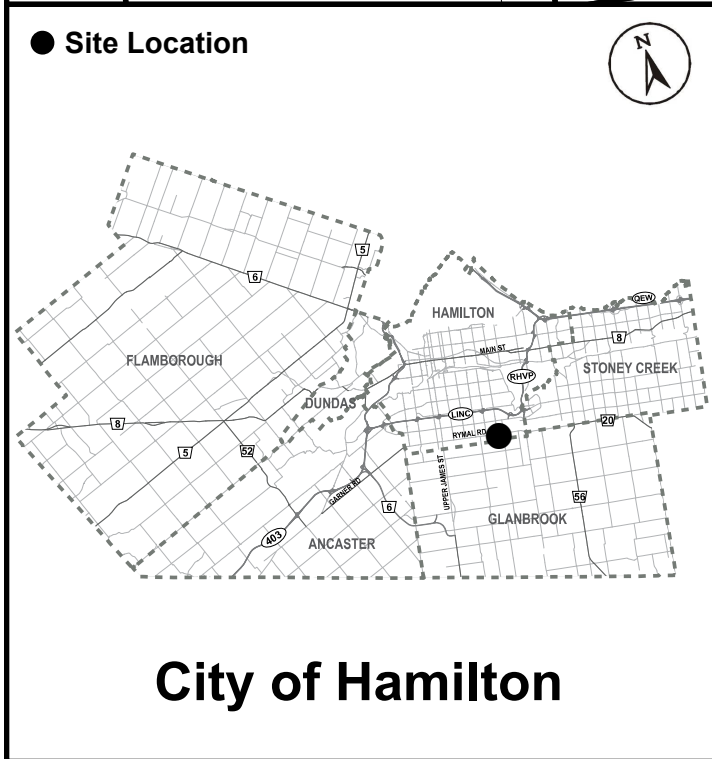 Site Location
N
5
6
HAMILTON
QEW
8
MAIN ST
FLAMBOROUGH
STONEY CREEK
RHVP
DUNDAS
LINC
8
20
RYMAL RD
5
52
UPPER JAMES ST
GARNER RD
56
6
GLANBROOK
403
ANCASTER
City of Hamilton